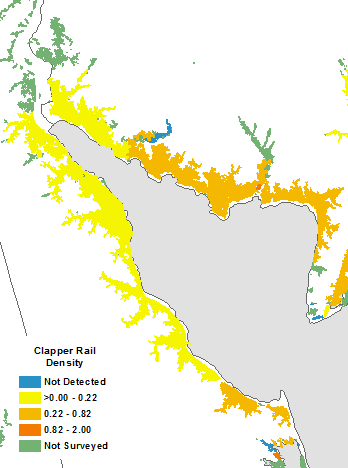 Clapper Rail
Density
Not Detected
>0.00 - 0.22
0.22 - 0.82
0.82 - 2.00
Not Surveyed